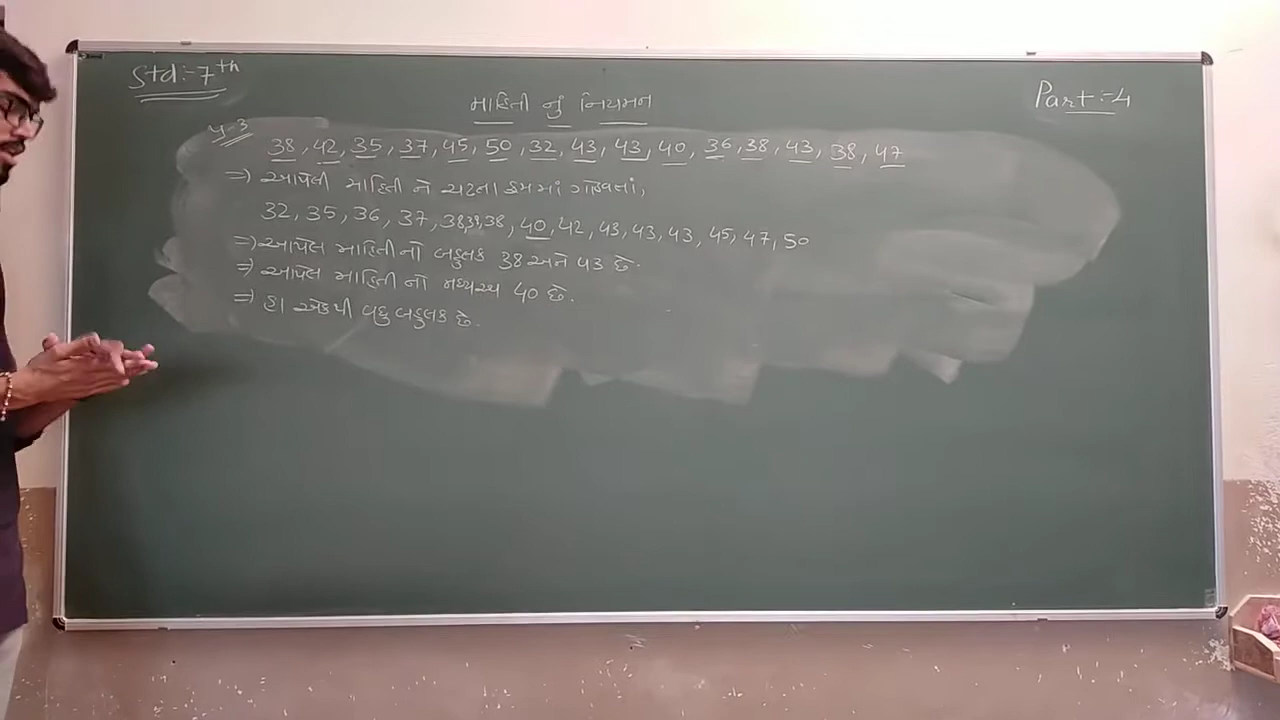 Std:-7th
Part:-4
માહિતી નું નિયમન
પ્ર-3
38, 42, 35, 37, 45, 50, 32, 43, 43, 40, 36, 38, 43, 38, 47
=) આપેલી માહિતી ને ચઢતા ક્રમમાં ગોઠવતાં,
32, 35, 36, 37, 38, 38, 38, 40, 42, 43, 43, 43, 45, 47, 50
=) આપેલ માહિતીનો બહુલક 38 અને 43 છે.
=) આપેલ માહિતી નો મધ્યસ્થ 40 છે.
=) હા એકથી વધુ બહુલક છે.